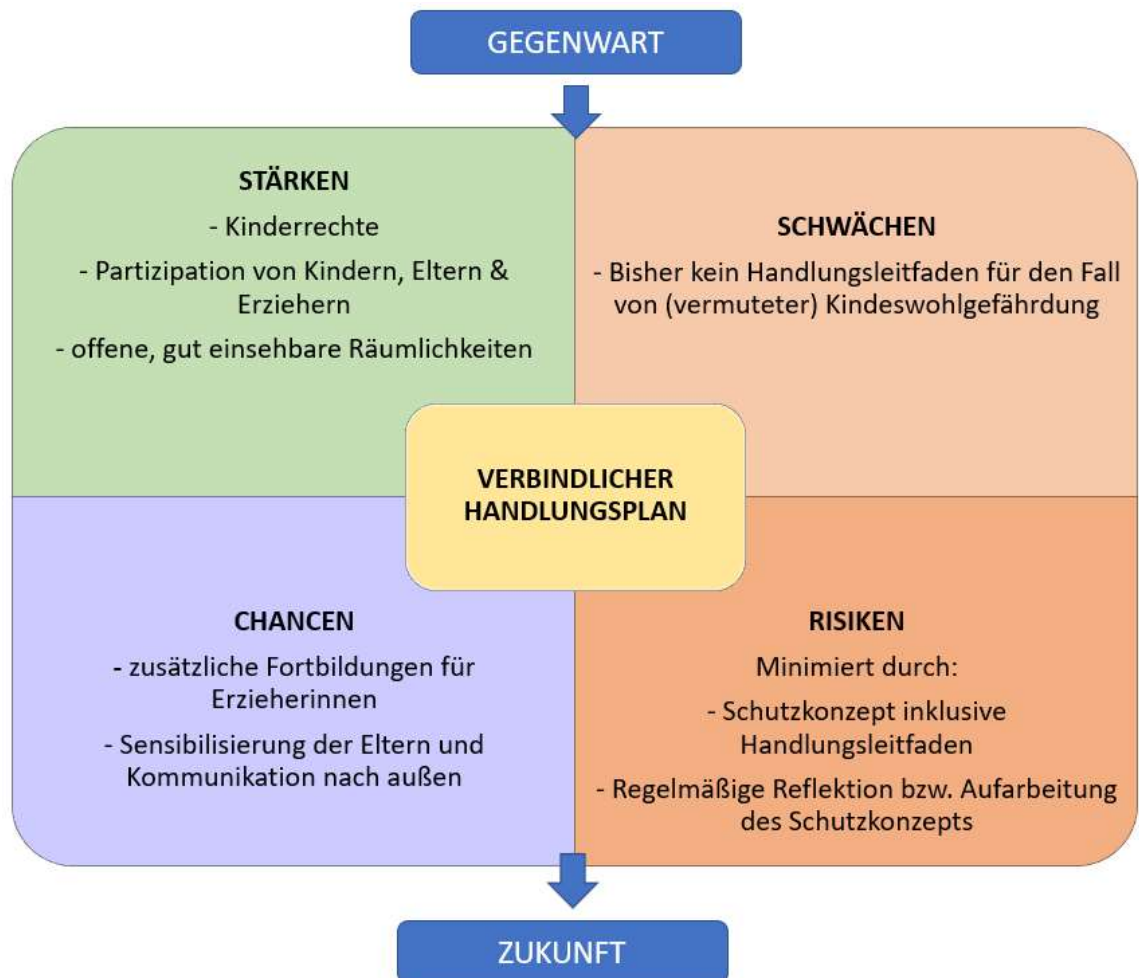 GEGENWART
STÄRKEN
- Kinderrechte
- Partizipation von Kindern, Eltern &
Erziehern
- offene, gut einsehbare Räumlichkeiten
SCHWÄCHEN
- Bisher kein Handlungsleitfaden für den Fall
von (vermuteter) Kindeswohlgefährdung
VERBINDLICHER
HANDLUNGSPLAN
CHANCEN
- zusätzliche Fortbildungen für
Erzieherinnen
- Sensibilisierung der Eltern und
Kommunikation nach außen
RISIKEN
Minimiert durch:
- Schutzkonzept inklusive
Handlungsleitfaden
- Regelmäßige Reflektion bzw. Aufarbeitung
des Schutzkonzepts
ZUKUNFT